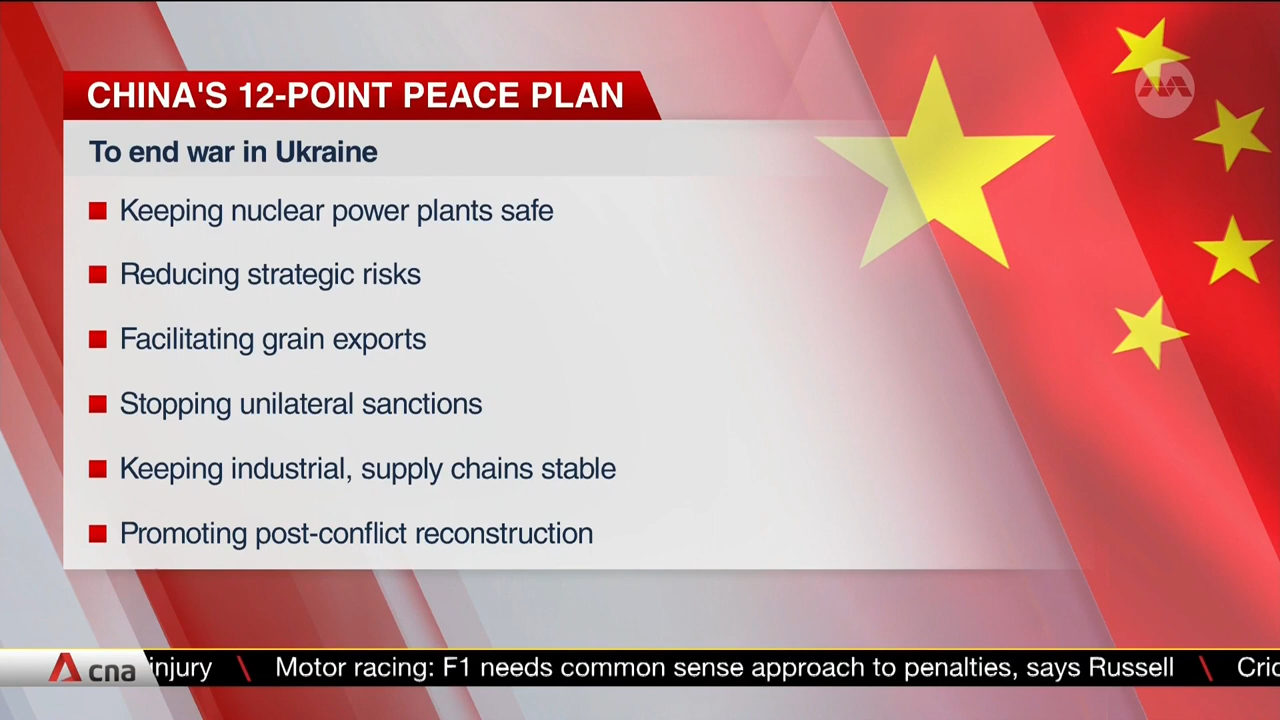 CHINA'S 12-POINT PEACE PLAN
To end war in Ukraine
Keeping nuclear power plants safe
Reducing strategic risks
Facilitating grain exports
Stopping unilateral sanctions
Keeping industrial, supply chains stable
Promoting post-conflict reconstruction
cna injury \ Motor racing: F1 needs common sense approach to penalties, says Russell \ Cric